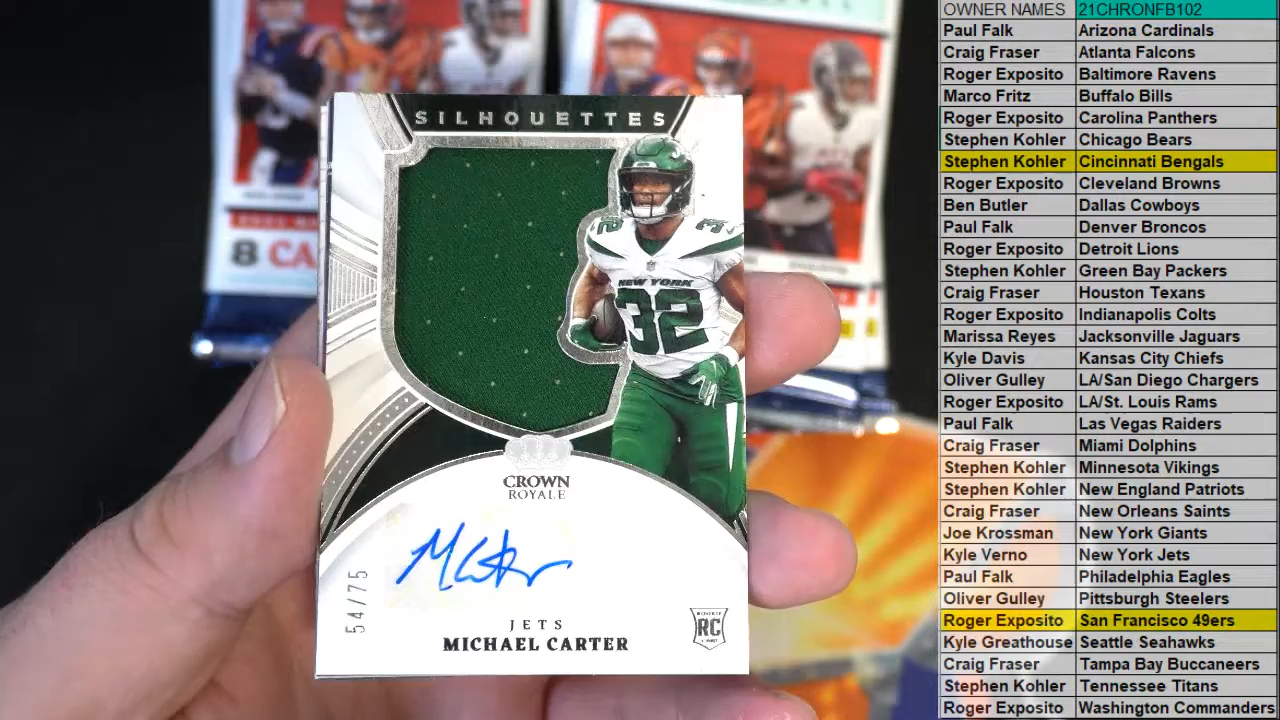 SILHOUETTES
32
32
NEW YORK
32
CROWN
ROYALE
54/75
JETS
MICHAEL CARTER
RC
8 CA
OWNER NAMES 21CHRONFB102
Paul Falk Arizona Cardinals
Craig Fraser Atlanta Falcons
Roger Exposito Baltimore Ravens
Marco Fritz Buffalo Bills
Roger Exposito Carolina Panthers
Stephen Kohler Chicago Bears
Stephen Kohler Cincinnati Bengals
Roger Exposito Cleveland Browns
Ben Butler Dallas Cowboys
Paul Falk Denver Broncos
Roger Exposito Detroit Lions
Stephen Kohler Green Bay Packers
Craig Fraser Houston Texans
Roger Exposito Indianapolis Colts
Marissa Reyes Jacksonville Jaguars
Kyle Davis Kansas City Chiefs
Oliver Gulley LA/San Diego Chargers
Roger Exposito LA/St. Louis Rams
Paul Falk Las Vegas Raiders
Craig Fraser Miami Dolphins
Stephen Kohler Minnesota Vikings
Stephen Kohler New England Patriots
Craig Fraser New Orleans Saints
Joe Krossman New York Giants
Kyle Verno New York Jets
Paul Falk Philadelphia Eagles
Oliver Gulley Pittsburgh Steelers
Roger Exposito San Francisco 49ers
Kyle Greathouse Seattle Seahawks
Craig Fraser Tampa Bay Buccaneers
Stephen Kohler Tennessee Titans
Roger Exposito Washington Commanders